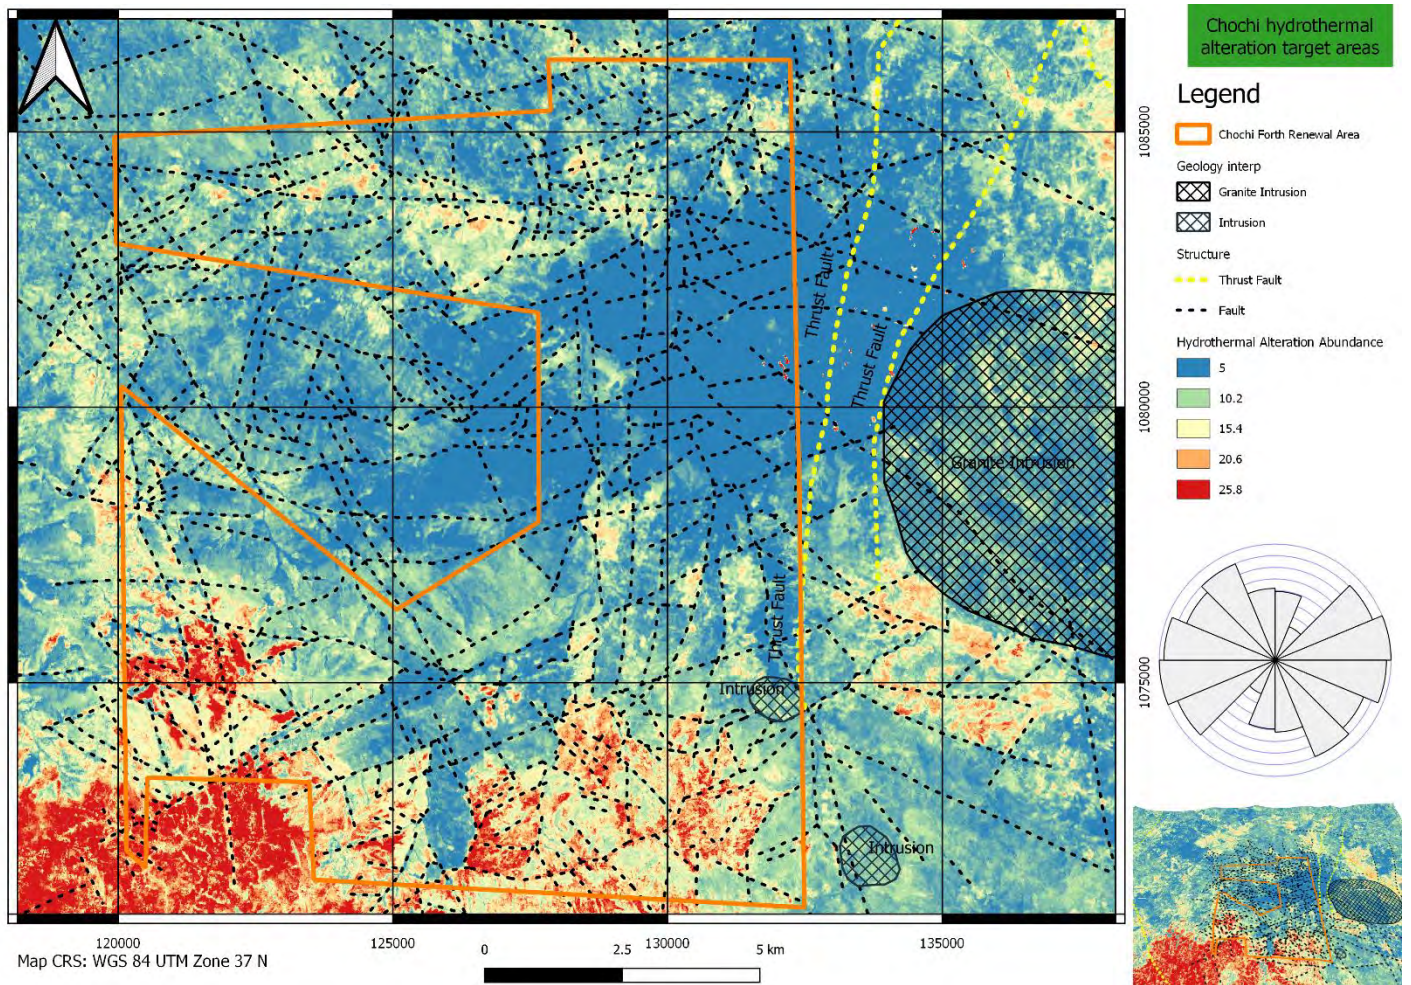 Chochi hydrothermal
alteration target areas
Legend
Chochi Forth Renewal Area
Geology interp
Granite Intrusion
Intrusion
Structure
Thrust Fault
Fault
Hydrothermal Alteration Abundance
5
10.2
15.4
20.6
25.8
1085000
1080000
1075000
Thrust Fault
Thrust Fault
Granite Intrusion
Thrust Fault
Intrusion
Intrusion
120000
125000
130000
135000
Map CRS: WGS 84 UTM Zone 37 N
0
2.5
5 km